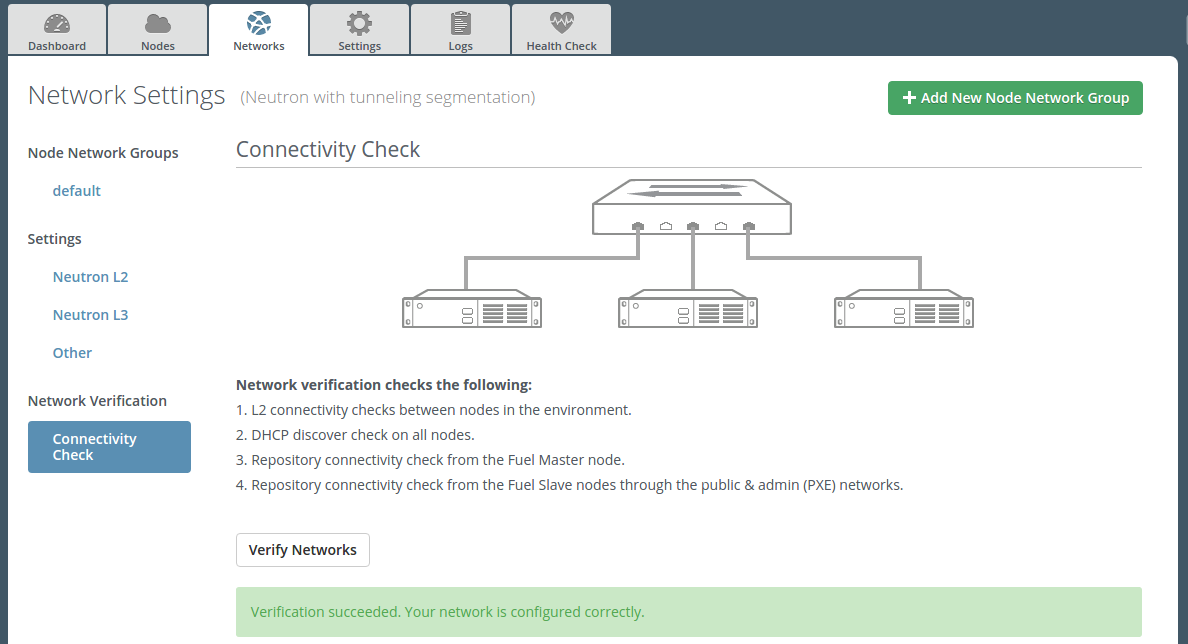 Dashboard Nodes Networks Settings Logs Health Check
Network Settings (Neutron with tunneling segmentation)
+ Add New Node Network Group
Node Network Groups
default
Settings
Neutron L2
Neutron L3
Other
Network Verification
Connectivity
Check
Connectivity Check
Network verification checks the following:
1. L2 connectivity checks between nodes in the environment.
2. DHCP discover check on all nodes.
3. Repository connectivity check from the Fuel Master node.
4. Repository connectivity check from the Fuel Slave nodes through the public & admin (PXE) networks.
Verify Networks
Verification succeeded. Your network is configured correctly.